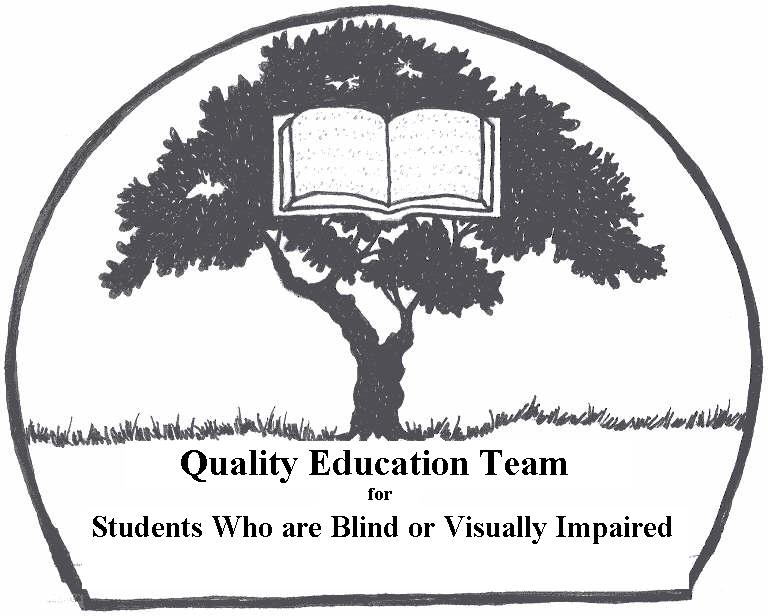 Quality Education Team
for
Students Who are Blind or Visually Impaired